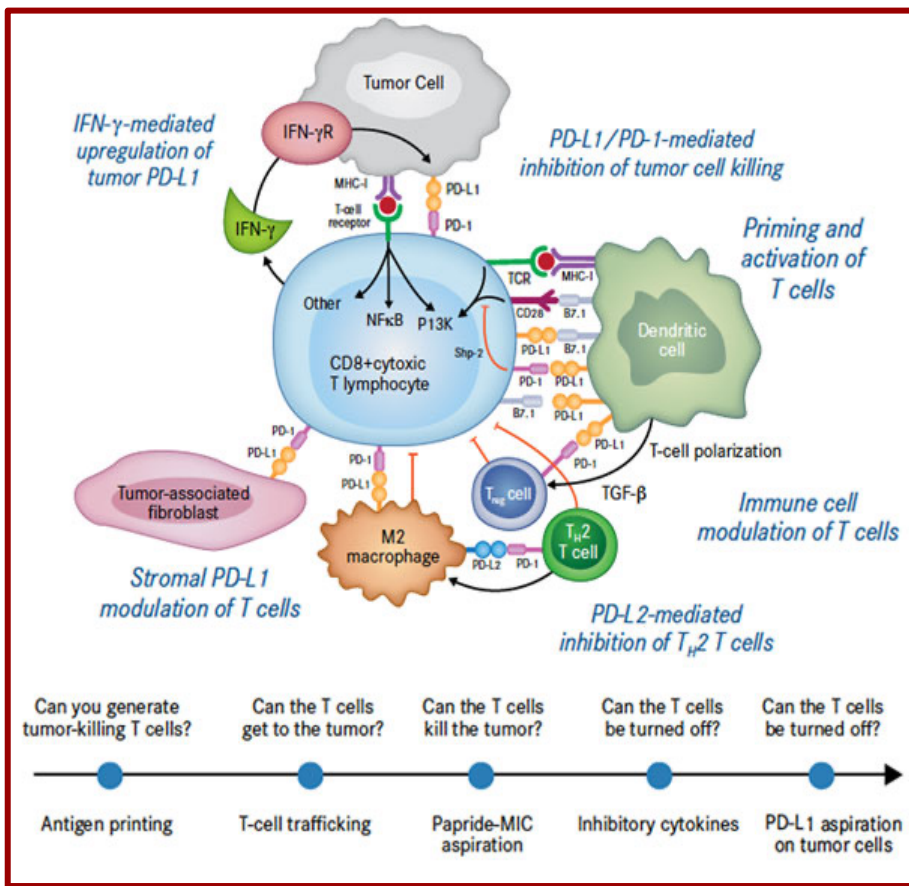 Tumor Cell
IFN-γ-mediated
upregulation of
tumor PD-L1
IFN-γR
IFN-γ
MHC-I
T-cell
receptor
PD-L1
PD-1
PD-L1/PD-1-mediated
inhibition of tumor cell killing
Priming and
activation of
T cells
TCR
MHC-I
CD28
B7.1
PD-L1
B7.1
PD-1
PD-L1
B7.1
PD-L1
Dendritic
cell
Other
NFκB
P13K
Shp-2
CD8+cytoxic
T lymphocyte
PD-1
PD-L1
Tumor-associated
fibroblast
PD-1
PD-L1
M2
macrophage
PD-L1
PD-1
T-cell polarization
Treg cell
TGF-β
TH2
T cell
PD-L2
PD-1
Immune cell
modulation of T cells
Stromal PD-L1
modulation of T cells
PD-L2-mediated
inhibition of TH2 T cells
Can you generate
tumor-killing T cells?
Can the T cells
get to the tumor?
Can the T cells
kill the tumor?
Can the T cells
be turned off?
Can the T cells
be turned off?
Antigen printing
T-cell trafficking
Papride-MIC
aspiration
Inhibitory cytokines
PD-L1 aspiration
on tumor cells